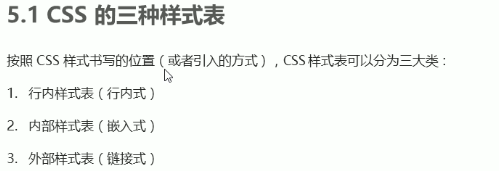 5.1 CSS 的三种样式表
按照 CSS 样式书写的位置（或者引入的方式），CSS 样式表可以分为三大类：
1. 行内样式表（行内式）
2. 内部样式表（嵌入式）
3. 外部样式表（链接式）